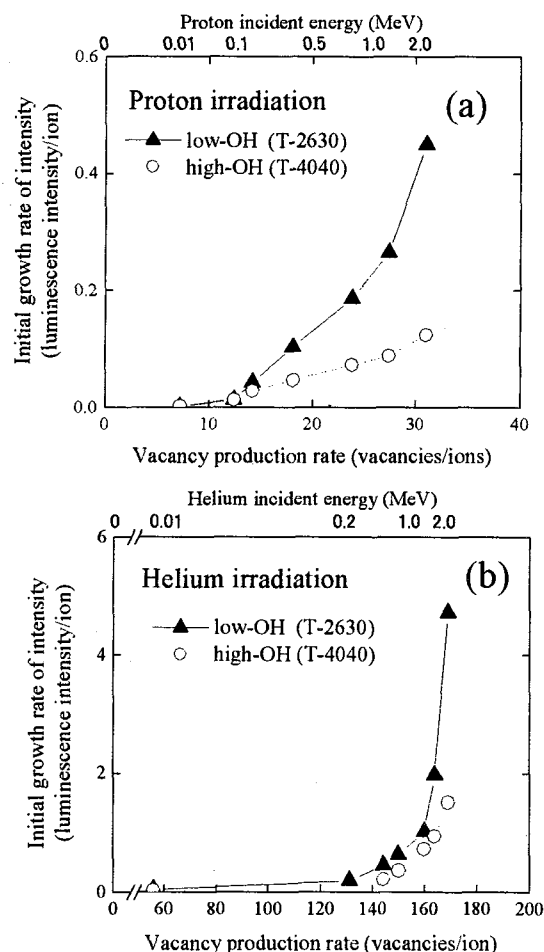 Proton incident energy (MeV)
0 0.01 0.1 0.5 1.0 2.0
0.6
Proton irradiation
(a)
low-OH (T-2630)
high-OH (T-4040)
0.4
0.2
0.0
Initial growth rate of intensity
(luminescence intensity/ion)
0 10 20 30 40
Vacancy production rate (vacancies/ions)
Helium incident energy (MeV)
0 0.01 0.2 1.0 2.0
6
Helium irradiation
(b)
low-OH (T-2630)
high-OH (T-4040)
4
2
0
Initial growth rate of intensity
(luminescence intensity/ion)
0 60 80 100 120 140 160 180 200
Vacancy production rate (vacancies/ion)